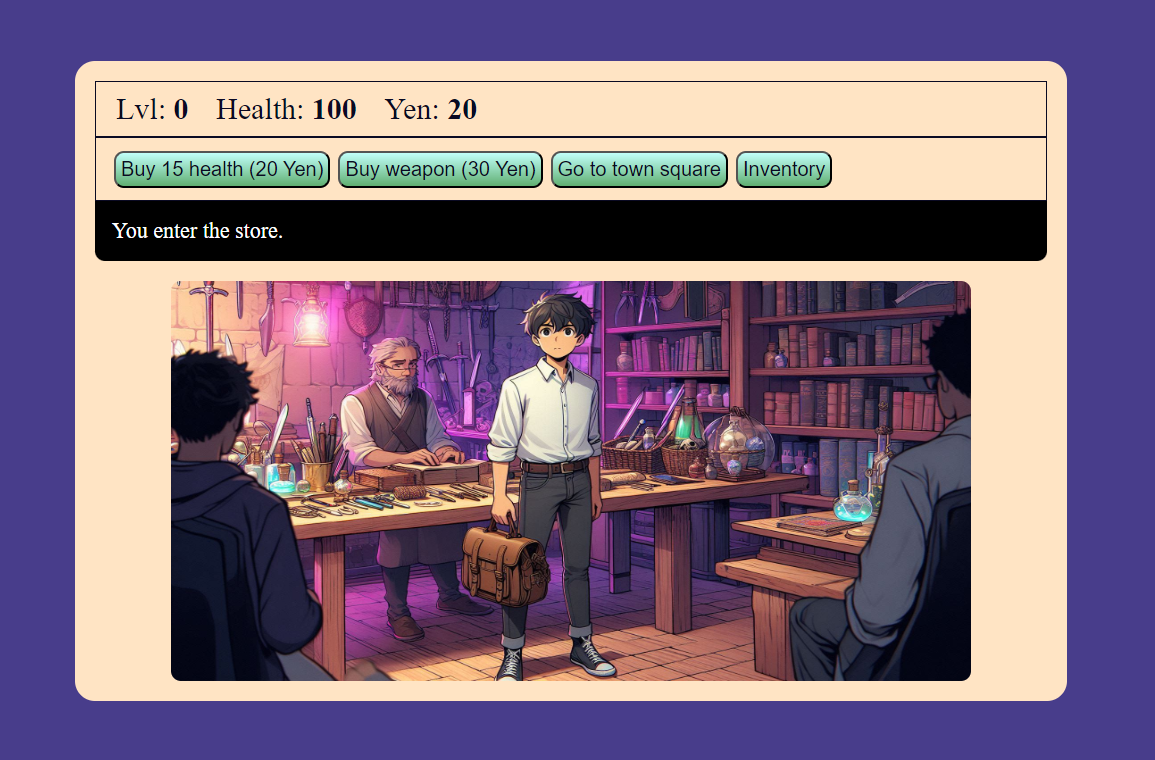 Lvl: 0 Health: 100 Yen: 20
Buy 15 health (20 Yen) Buy weapon (30 Yen) Go to town square Inventory
You enter the store.